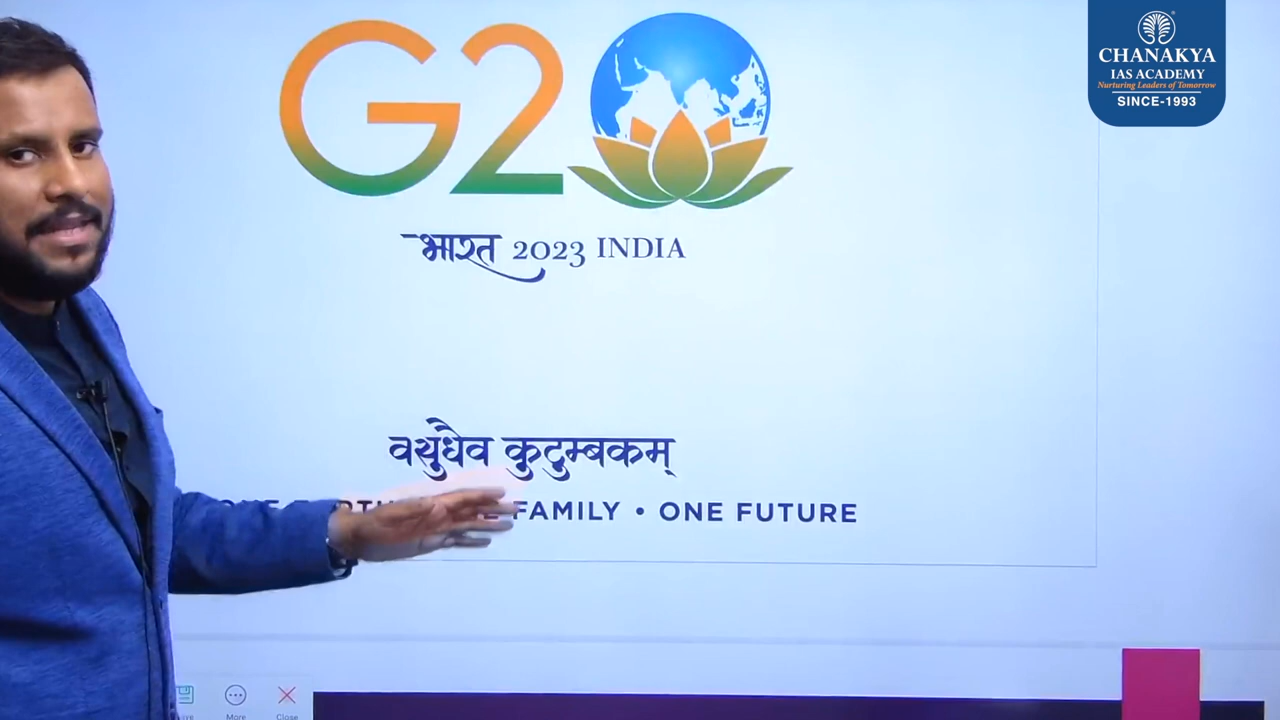 G20
भारत 2023 INDIA
वसुधैव कुटुम्बकम्
FAMILY • ONE FUTURE
CHANAKYA
IAS ACADEMY
Nurturing Leaders of Tomorrow
SINCE-1993
More
Close